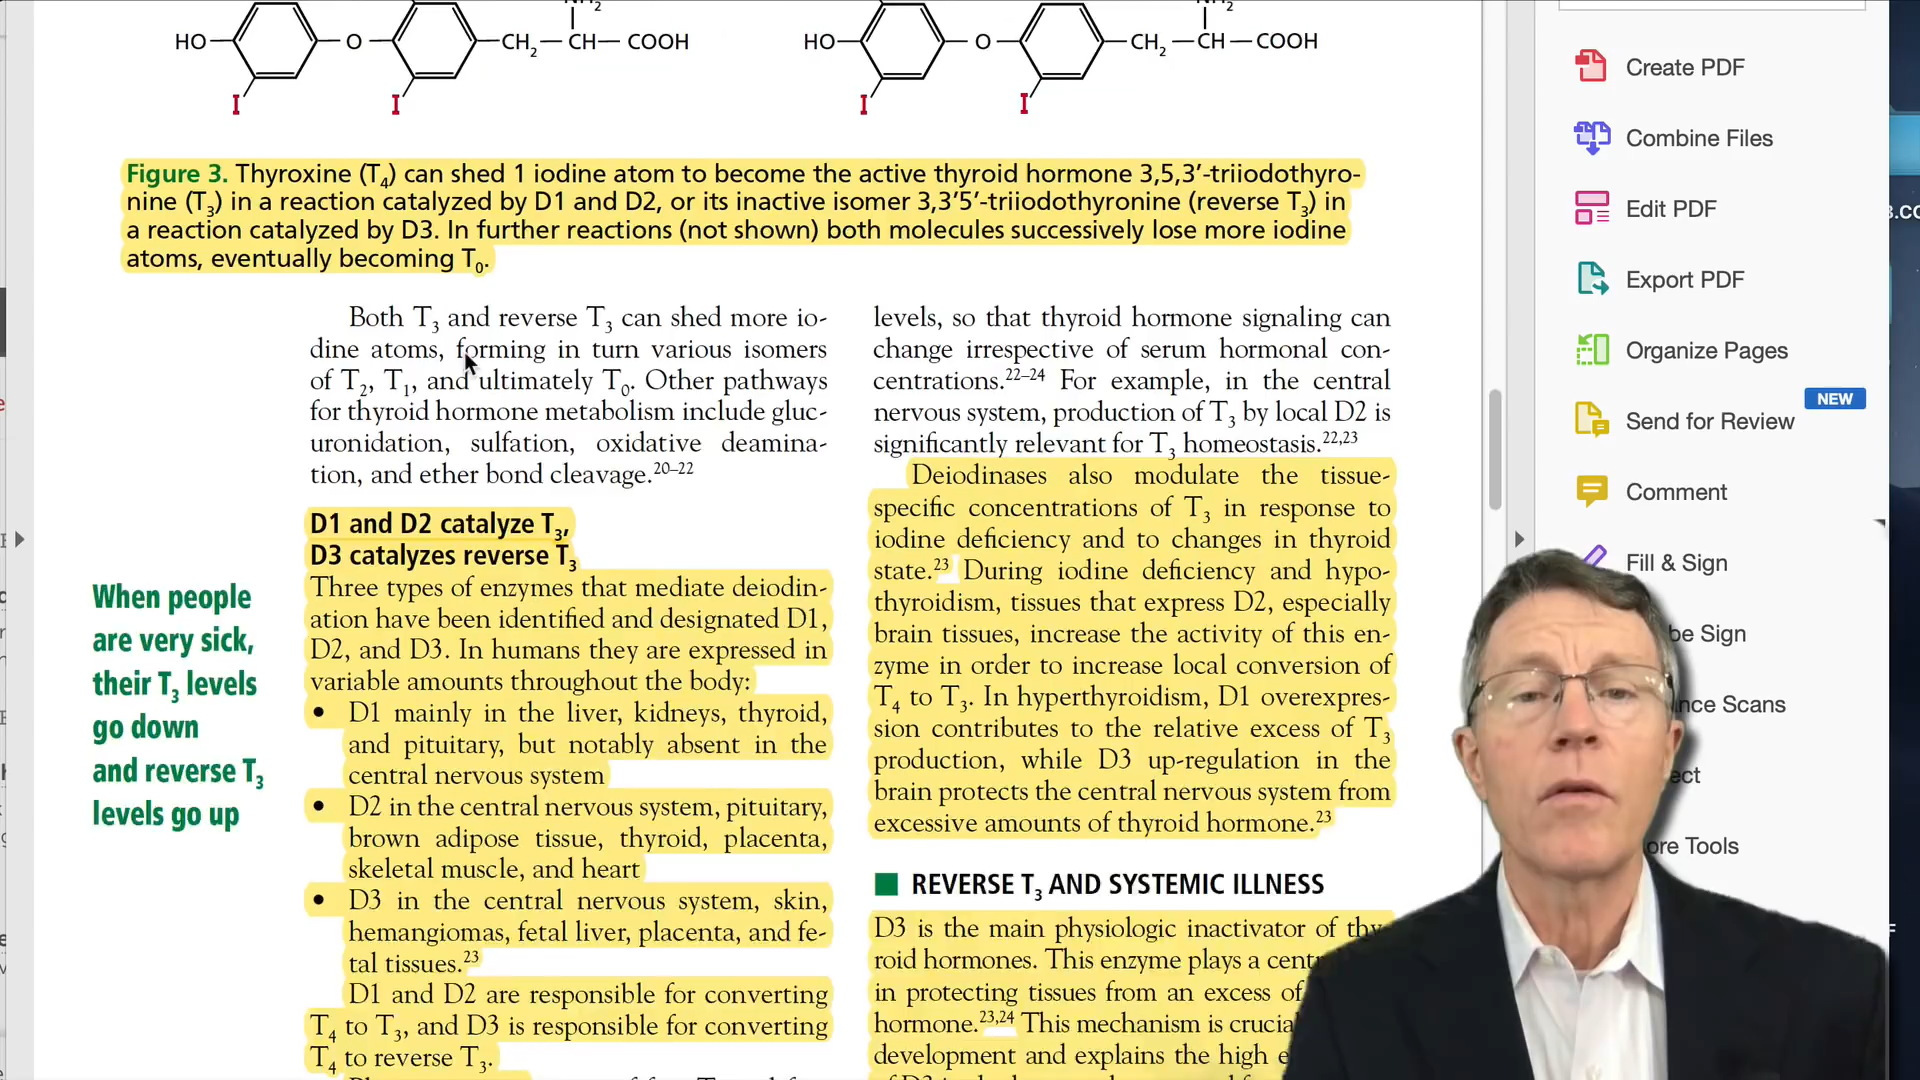 HO
O
CH2
CH
COOH
I
I
HO
O
CH2
CH
COOH
I
I
Figure 3. Thyroxine (T4) can shed 1 iodine atom to become the active thyroid hormone 3,5,3′-triiodothyro-
nine (T3) in a reaction catalyzed by D1 and D2, or its inactive isomer 3,3′5′-triiodothyronine (reverse T3) in
a reaction catalyzed by D3. In further reactions (not shown) both molecules successively lose more iodine
atoms, eventually becoming T0.
Both T3 and reverse T3 can shed more io-
dine atoms, forming in turn various isomers
of T2, T1, and ultimately T0. Other pathways
for thyroid hormone metabolism include gluc-
uronidation, sulfation, oxidative deamina-
tion, and ether bond cleavage.20–22
D1 and D2 catalyze T3,
D3 catalyzes reverse T3
Three types of enzymes that mediate deiodin-
ation have been identified and designated D1,
D2, and D3. In humans they are expressed in
variable amounts throughout the body:
• D1 mainly in the liver, kidneys, thyroid,
and pituitary, but notably absent in the
central nervous system
• D2 in the central nervous system, pituitary,
brown adipose tissue, thyroid, placenta,
skeletal muscle, and heart
• D3 in the central nervous system, skin,
hemangiomas, fetal liver, placenta, and fe-
tal tissues.23
D1 and D2 are responsible for converting
T4 to T3, and D3 is responsible for converting
T4 to reverse T3.
When people
are very sick,
their T3 levels
go down
and reverse T3
levels go up
levels, so that thyroid hormone signaling can
change irrespective of serum hormonal con-
centrations.22–24 For example, in the central
nervous system, production of T3 by local D2 is
significantly relevant for T3 homeostasis.22,23
Deiodinases also modulate the tissue-
specific concentrations of T3 in response to
iodine deficiency and to changes in thyroid
state.23 During iodine deficiency and hypo-
thyroidism, tissues that express D2, especially
brain tissues, increase the activity of this en-
zyme in order to increase local conversion of
T4 to T3. In hyperthyroidism, D1 overexpres-
sion contributes to the relative excess of T3
production, while D3 up-regulation in the
brain protects the central nervous system from
excessive amounts of thyroid hormone.23
REVERSE T3 AND SYSTEMIC ILLNESS
D3 is the main physiologic inactivator of thy-
roid hormones. This enzyme plays a cent
in protecting tissues from an excess of
hormone.23,24 This mechanism is crucia
development and explains the high e
Create PDF
Combine Files
Edit PDF
Export PDF
Organize Pages
NEW
Send for Review
Comment
Fill & Sign
be Sign
nce Scans
ect
ore Tools